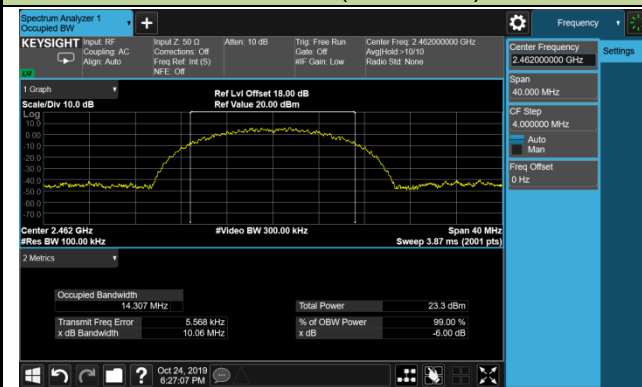 Spectrum Analyzer 1
Occupied BW
+
Frequency
KEYSIGHT
Input: RF
Coupling: AC
Align: Auto
Input Z: 50 Ω
Corrections: Off
Freq Ref: Int (S)
NFE: Off
Atten: 10 dB
Trig: Free Run
Gate: Off
#IF Gain: Low
Center Freq: 2.462000000 GHz
Avg|Hold:>10/10
Radio Std: None
Center Frequency
2.462000000 GHz
Settings
Span
40.000 MHz
CF Step
4.000000 MHz
Auto
Man
Freq Offset
0 Hz
1 Graph
Scale/Div 10.0 dB
Ref Lvl Offset 18.00 dB
Ref Value 20.00 dBm
Log
10.0
0.00
-10.0
-20.0
-30.0
-40.0
-50.0
-60.0
-70.0
Center 2.462 GHz
#Res BW 100.00 kHz
#Video BW 300.00 kHz
Span 40 MHz
Sweep 3.87 ms (2001 pts)
2 Metrics
Occupied Bandwidth
14.307 MHz
Total Power 23.3 dBm
Transmit Freq Error 5.568 kHz
% of OBW Power 99.00 %
x dB Bandwidth 10.06 MHz
x dB -6.00 dB
?
Oct 24, 2019
6:27:07 PM